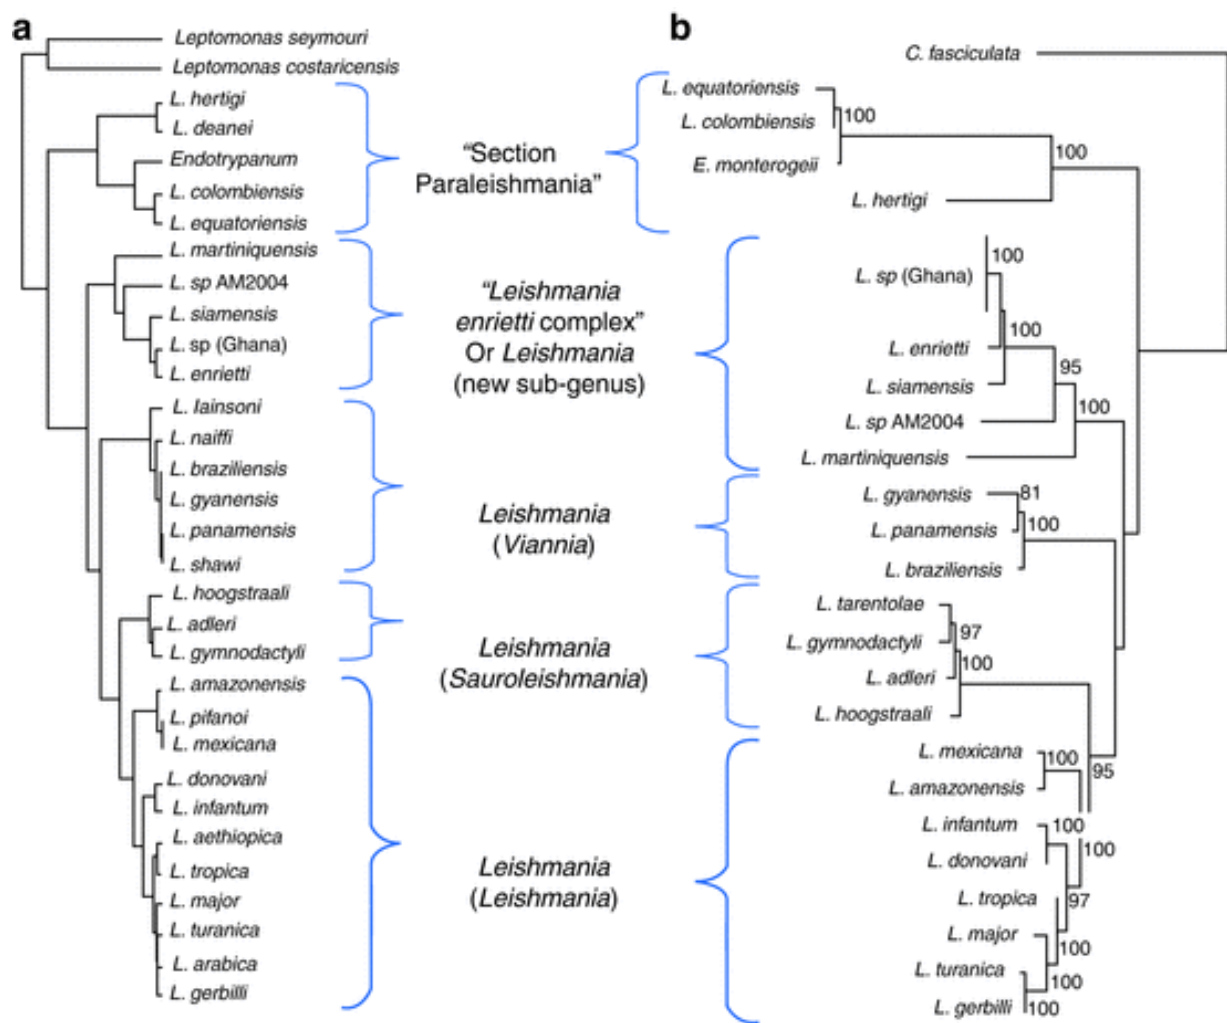 a
Leptomonas seymouri
Leptomonas costaricensis
L. hertigi
L. deanei
Endotrypanum
L. colombiensis
L. equatoriensis
L. martiniquensis
L. sp AM2004
L. siamensis
L. sp (Ghana)
L. enrietti
L. lainsoni
L. naiffi
L. braziliensis
L. gyanensis
L. panamensis
L. shawi
L. hoogstraali
L. adleri
L. gymnodactyli
L. amazonensis
L. pifanoi
L. mexicana
L. donovani
L. infantum
L. aethiopica
L. tropica
L. major
L. turanica
L. arabica
L. gerbilli
"Section
Paraleishmania"
"Leishmania
enrietti complex"
Or Leishmania
(new sub-genus)
Leishmania
(Viannia)
Leishmania
(Sauroleishmania)
Leishmania
(Leishmania)
b
C. fasciculata
L. equatoriensis
100
L. colombiensis
E. monterogeii
100
L. hertigi
100
L. sp (Ghana)
100
L. enrietti
95
L. siamensis
100
L. sp AM2004
L. martiniquensis
L. gyanensis
81
L. panamensis
100
L. braziliensis
L. tarentolae
97
L. gymnodactyli
100
L. adleri
L. hoogstraali
L. mexicana
100
95
L. amazonensis
L. infantum
100
100
L. donovani
L. tropica
97
L. major
100
L. turanica
100
L. gerbilli
100